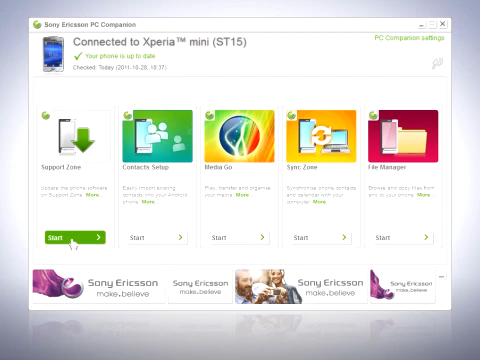 Sony Ericsson PC Companion
Connected to Xperia™ mini (ST15)
PC Companion settings
Your phone is up to date
Checked: Today (2011-10-28, 10:37)
Support Zone
Contacts Setup
Media Go
Sync Zone
File Manager
Update the phone software on Support Zone. More...
Easily import existing contacts into your Android phone. More...
Play, transfer and organise your media. More...
Synchronise phone contacts and calendar with your computer. More...
Browse and copy files from and to your phone. More...
Start
Start
Start
Start
Start
Sony Ericsson
make.believe
Sony Ericsson
make.believe
Sony Ericsson
make.believe
Sony Ericsson
make.believe